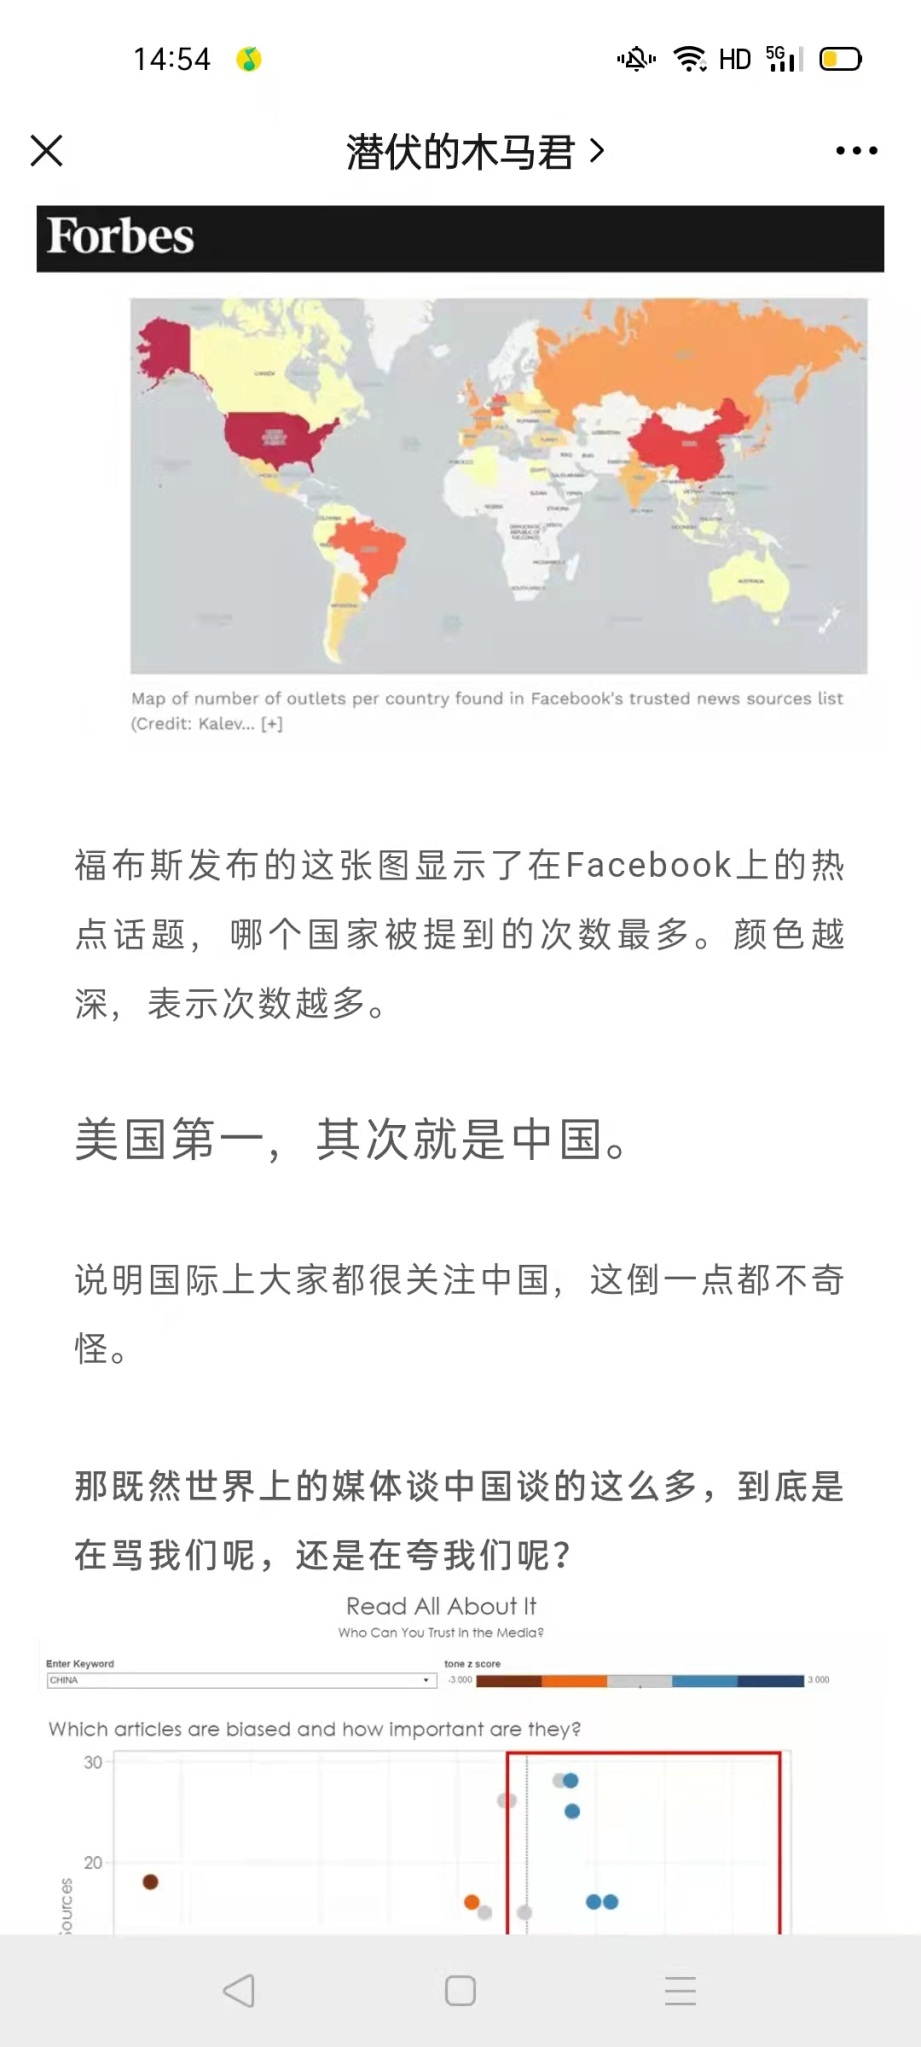 14:54
HD 5G
潜伏的木马君
Forbes
CANADA
AUSTRALIA
Map of number of outlets per country found in Facebook's trusted news sources list
(Credit: Kalev... [+]
福布斯发布的这张图显示了在Facebook上的热
点话题，哪个国家被提到的次数最多。颜色越
深，表示次数越多。
美国第一，其次就是中国。
说明国际上大家都很关注中国，这倒一点都不奇
怪。
那既然世界上的媒体谈中国谈的这么多，到底是
在骂我们呢，还是在夸我们呢？
Read All About It
Who Can You Trust in the Media?
Enter Keyword
tone z score
CHINA
-3.000
3.000
Which articles are biased and how important are they?
30
20